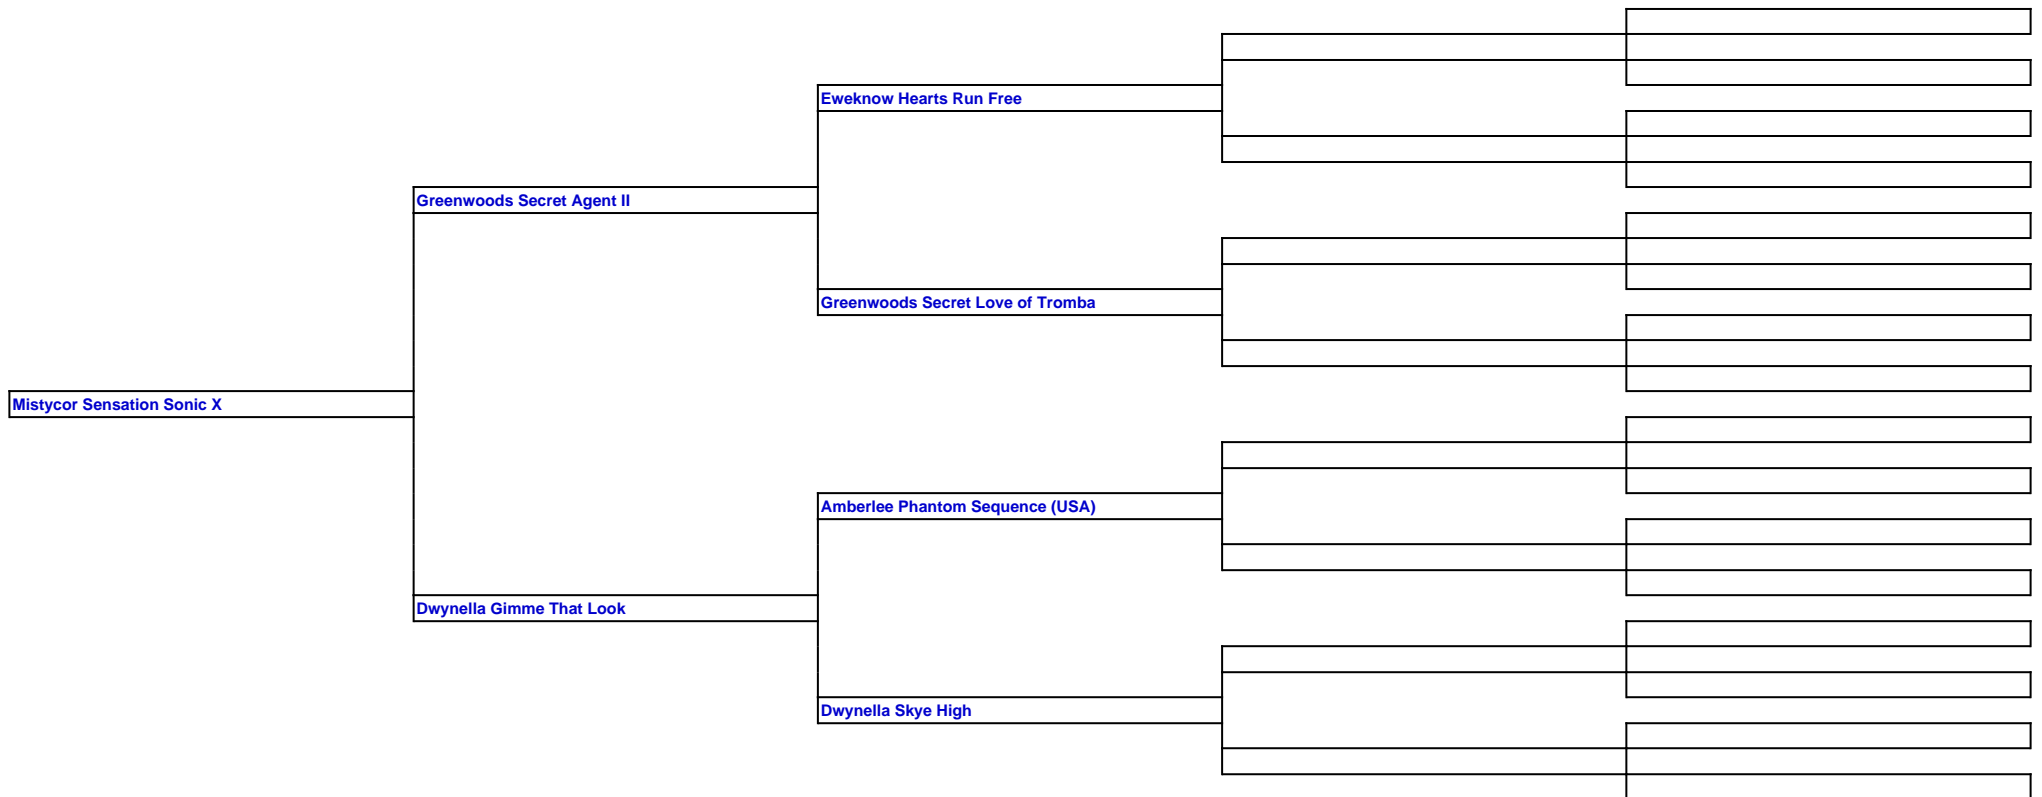 Eweknow Hearts Run Free
Greenwoods Secret Agent II
Greenwoods Secret Love of Tromba
Mistycor Sensation Sonic X
Amberlee Phantom Sequence (USA)
Dwynella Gimme That Look
Dwynella Skye High